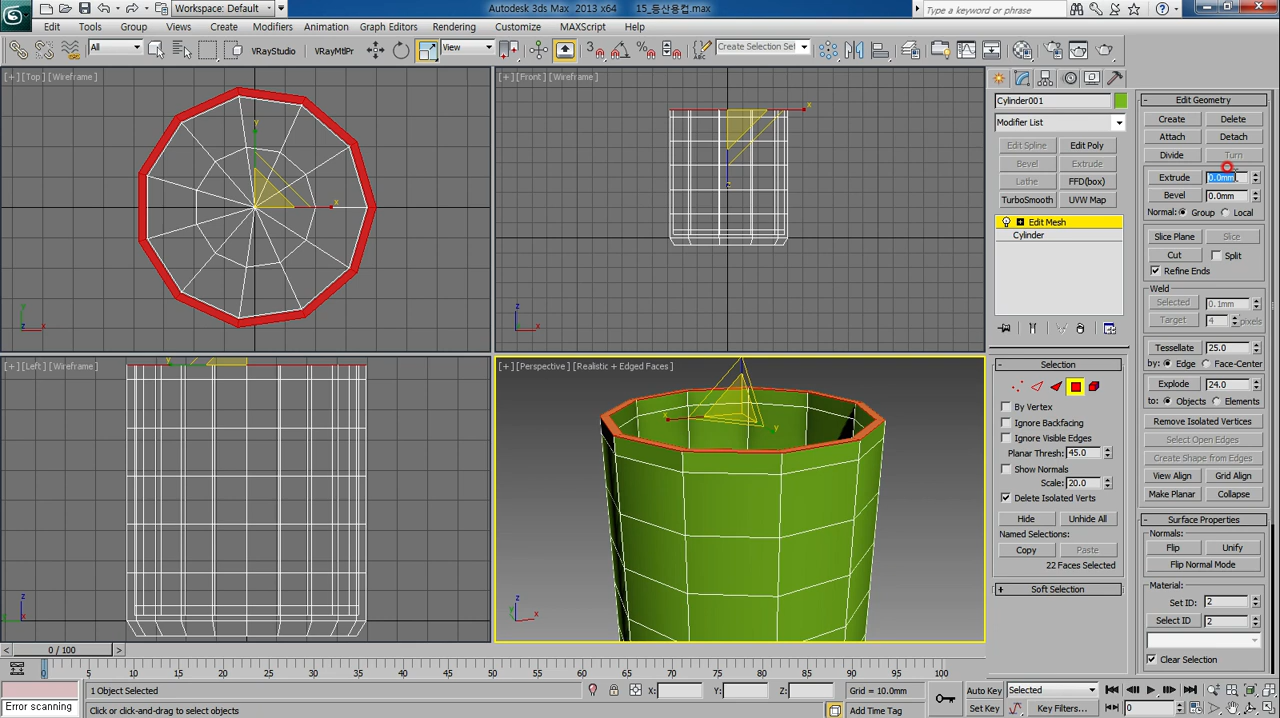 Workspace: Default
Autodesk 3ds Max 2013 x64 15_등산용컵.max
Type a keyword or phrase
Edit Tools Group Views Create Modifiers Animation Graph Editors Rendering Customize MAXScript Help
All
VRayStudio
VRayMtlPr
View
Create Selection Set
[+] [Top] [Wireframe]
[+] [Front] [Wireframe]
[+] [Left] [Wireframe]
[+] [Perspective] [Realistic + Edged Faces]
Cylinder001
Modifier List
Edit Spline Edit Poly
Bevel Extrude
Lathe FFD(box)
TurboSmooth UVW Map
Edit Mesh
Cylinder
Selection
By Vertex
Ignore Backfacing
Ignore Visible Edges
Planar Thresh: 45.0
Show Normals
Scale: 20.0
Delete Isolated Verts
Hide Unhide All
Named Selections:
Copy Paste
22 Faces Selected
Soft Selection
Edit Geometry
Create Delete
Attach Detach
Divide Turn
Extrude 0.0mm
Bevel 0.0mm
Normal: Group Local
Slice Plane Slice
Cut Split
Refine Ends
Weld
Selected 0.1mm
Target 4 pixels
Tessellate 25.0
by: Edge Face-Center
Explode 24.0
to: Objects Elements
Remove Isolated Vertices
Select Open Edges
Create Shape from Edges
View Align Grid Align
Make Planar Collapse
Surface Properties
Normals:
Flip Unify
Flip Normal Mode
Material:
Set ID: 2
Select ID 2
Clear Selection
0 / 100
0 5 10 15 20 25 30 35 40 45 50 55 60 65 70 75 80 85 90 95 100
1 Object Selected
X: Y: Z:
Grid = 10.0mm
Auto Key Selected
Error scanning
Click or click-and-drag to select objects
Add Time Tag
Set Key Key Filters...
0